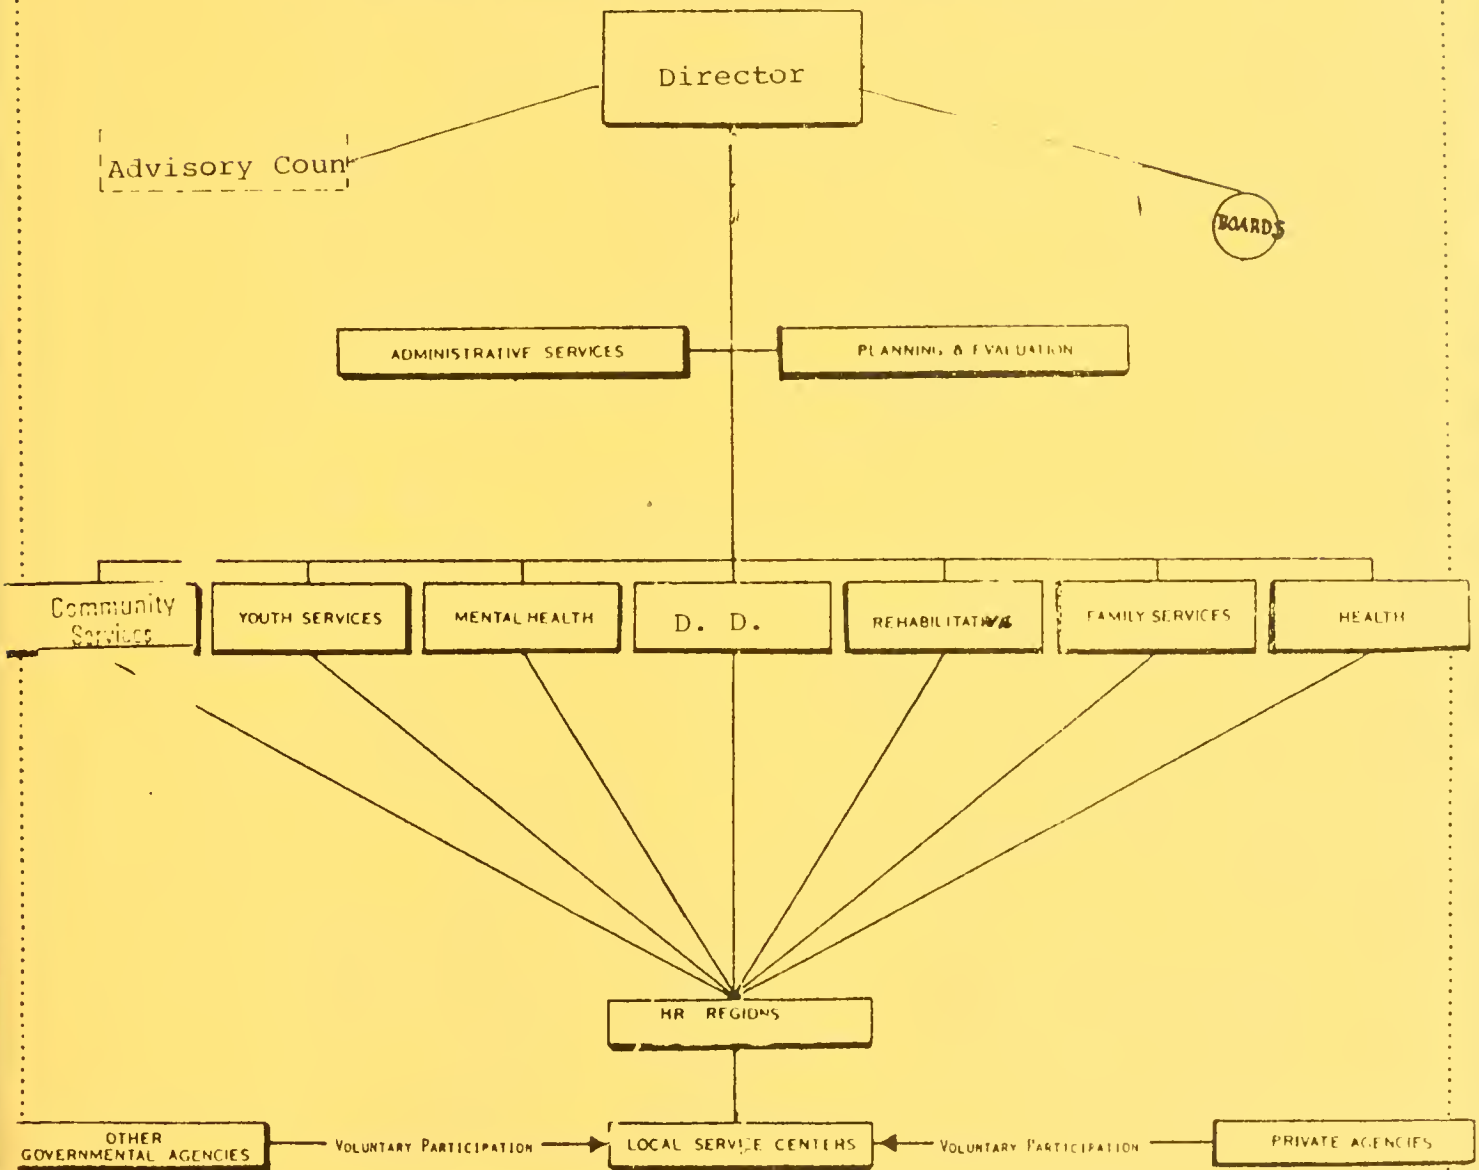 Director
Advisory Coun
BOARDS
ADMINISTRATIVE SERVICES
PLANNING & EVALUATION
Community
Services
YOUTH SERVICES
MENTAL HEALTH
D. D.
REHABILITATIVE
FAMILY SERVICES
HEALTH
HR REGIONS
OTHER
GOVERNMENTAL AGENCIES
VOLUNTARY PARTICIPATION
LOCAL SERVICE CENTERS
VOLUNTARY PARTICIPATION
PRIVATE AGENCIES